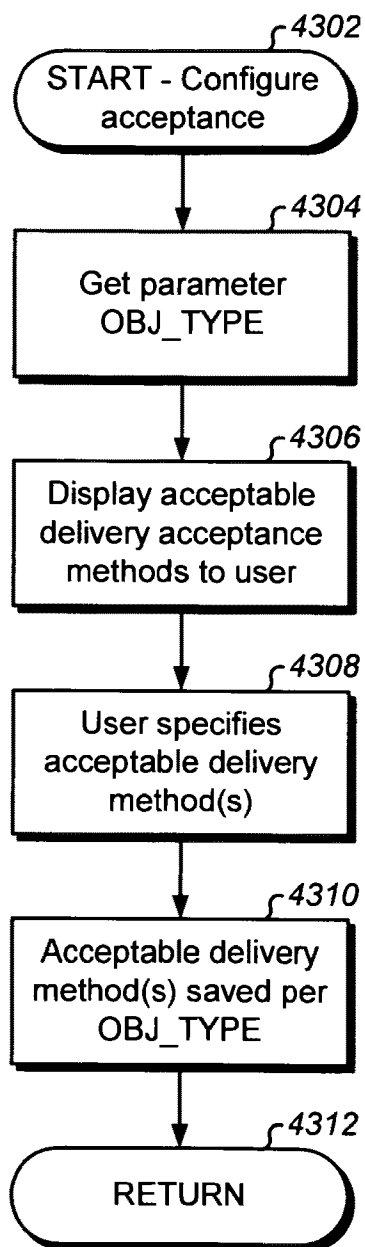 4302
START - Configure
acceptance
4304
Get parameter
OBJ_TYPE
4306
Display acceptable
delivery acceptance
methods to user
4308
User specifies
acceptable delivery
method(s)
4310
Acceptable delivery
method(s) saved per
OBJ_TYPE
4312
RETURN